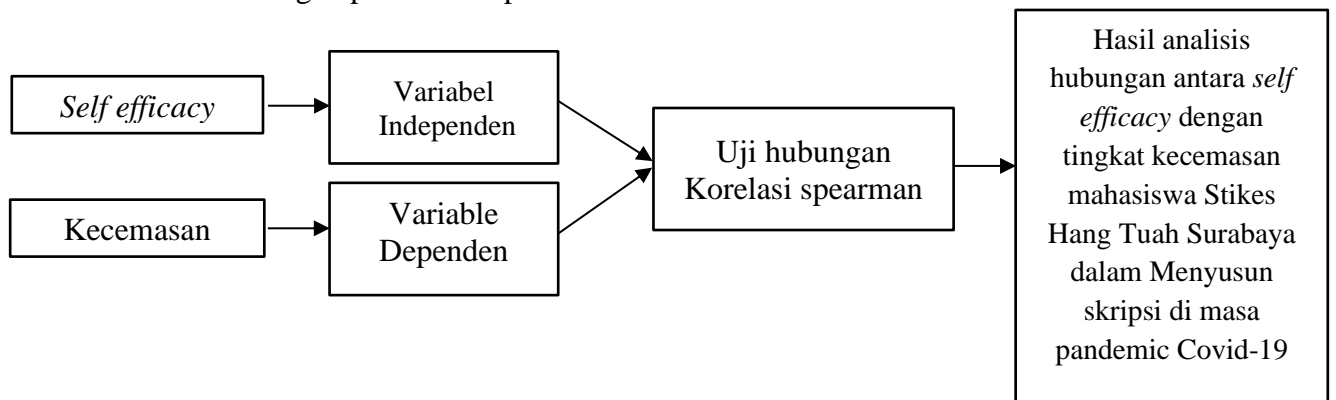 Self efficacy
Variabel
Independen
Kecemasan
Variable
Dependen
Uji hubungan
Korelasi spearman
Hasil analisis
hubungan antara self
efficacy dengan
tingkat kecemasan
mahasiswa Stikes
Hang Tuah Surabaya
dalam Menyusun
skripsi di masa
pandemic Covid-19